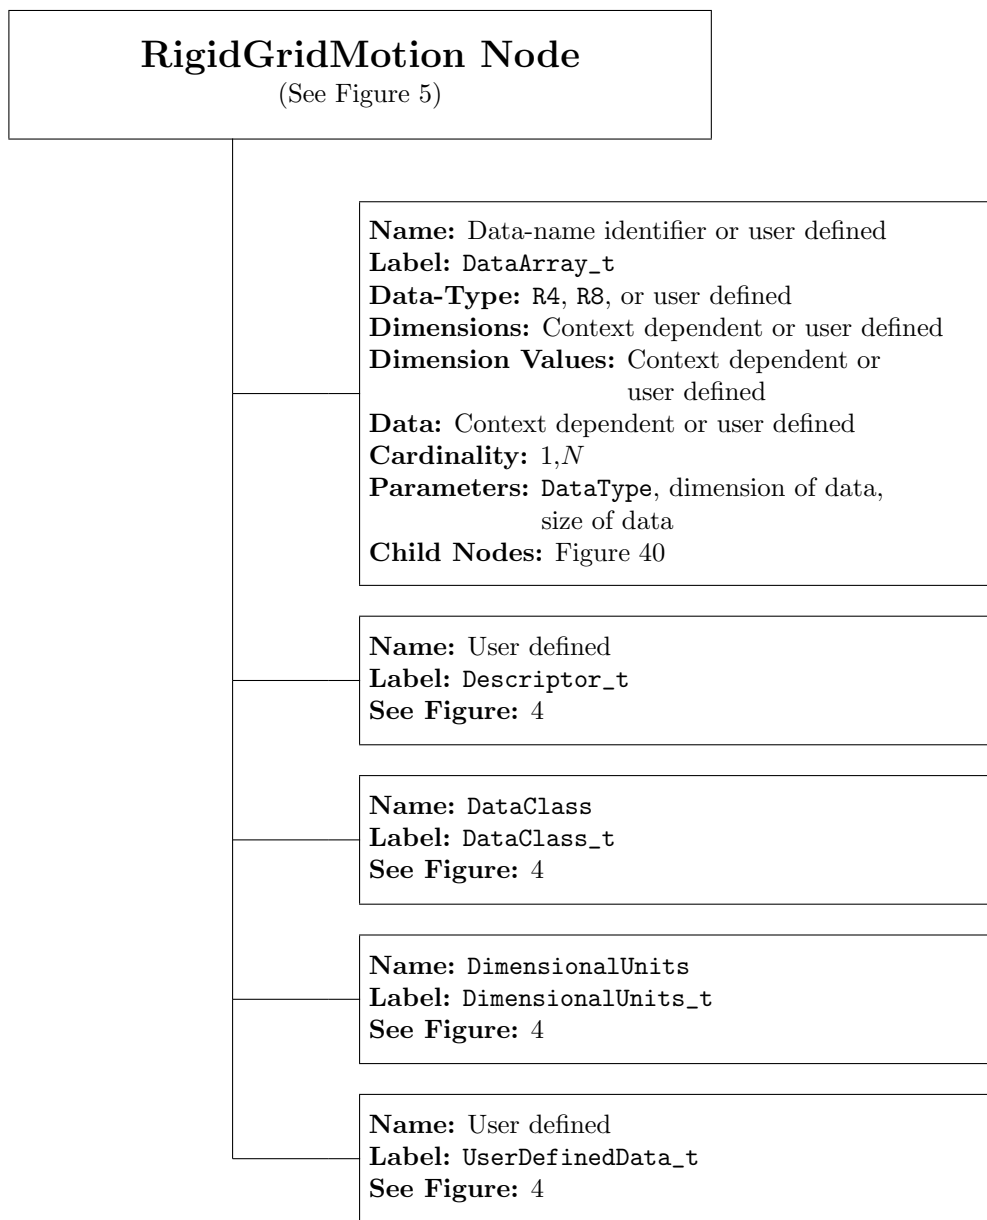 RigidGridMotion Node
(See Figure 5)
Name: Data-name identifier or user defined
Label: DataArray_t
Data-Type: R4, R8, or user defined
Dimensions: Context dependent or user defined
Dimension Values: Context dependent or
user defined
Data: Context dependent or user defined
Cardinality: 1,N
Parameters: DataType, dimension of data,
size of data
Child Nodes: Figure 40
Name: User defined
Label: Descriptor_t
See Figure: 4
Name: DataClass
Label: DataClass_t
See Figure: 4
Name: DimensionalUnits
Label: DimensionalUnits_t
See Figure: 4
Name: User defined
Label: UserDefinedData_t
See Figure: 4